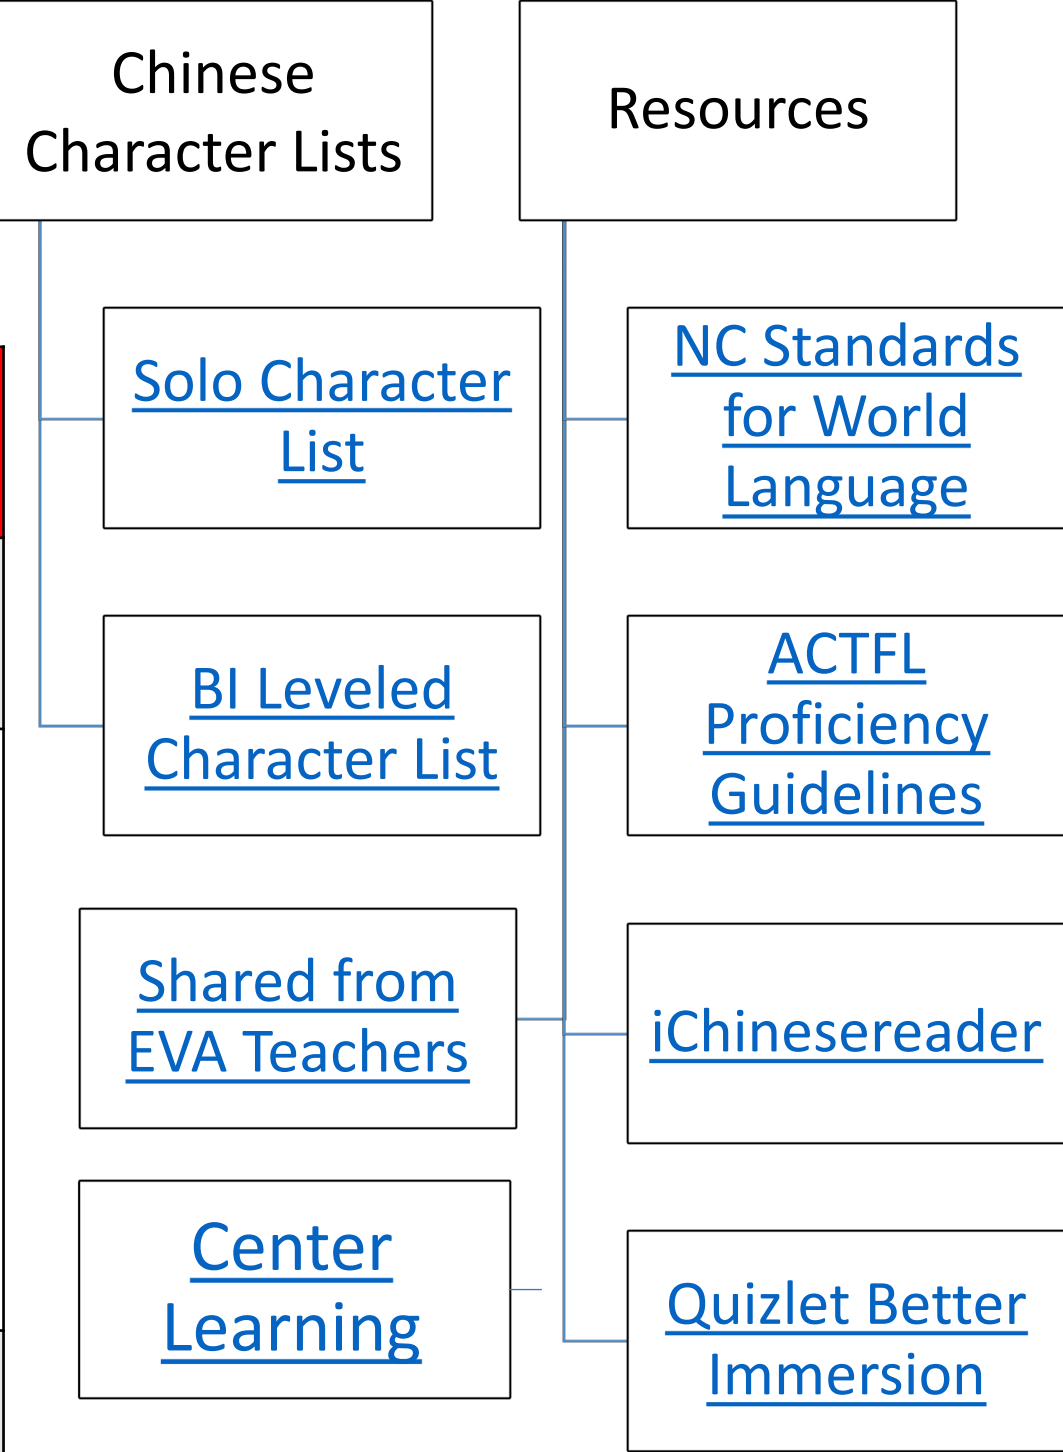 Chinese
Character Lists
Solo Character
List
BI Leveled
Character List
Shared from
EVA Teachers
Center
Learning
Resources
NC Standards
for World
Language
ACTFL
Proficiency
Guidelines
iChinesereader
Quizlet Better
Immersion